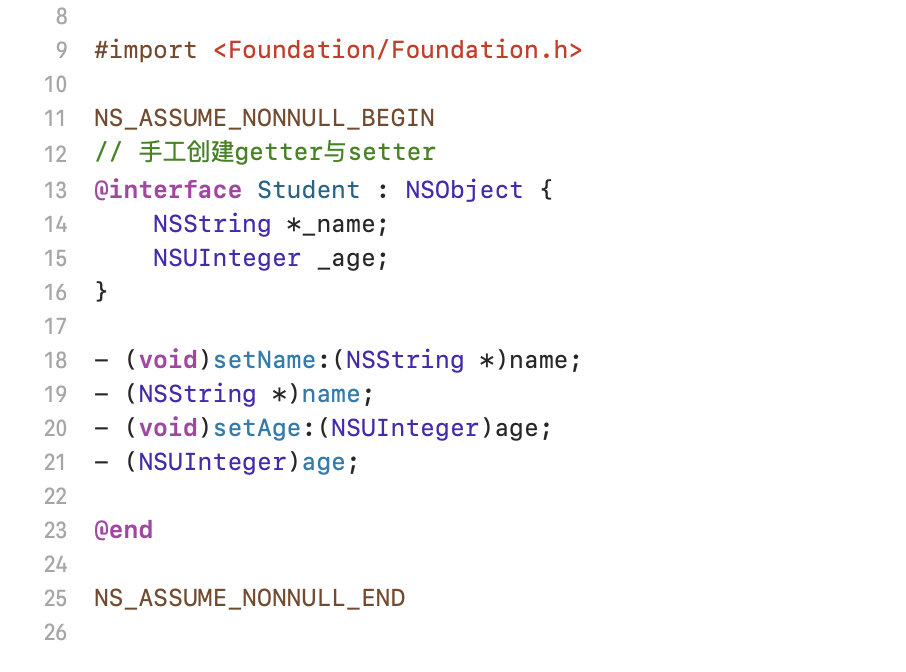 8
9 #import <Foundation/Foundation.h>
10
11 NS_ASSUME_NONNULL_BEGIN
12 // 手工创建getter与setter
13 @interface Student : NSObject {
14     NSString *_name;
15     NSUInteger _age;
16 }
17
18 - (void)setName:(NSString *)name;
19 - (NSString *)name;
20 - (void)setAge:(NSUInteger)age;
21 - (NSUInteger)age;
22
23 @end
24
25 NS_ASSUME_NONNULL_END
26